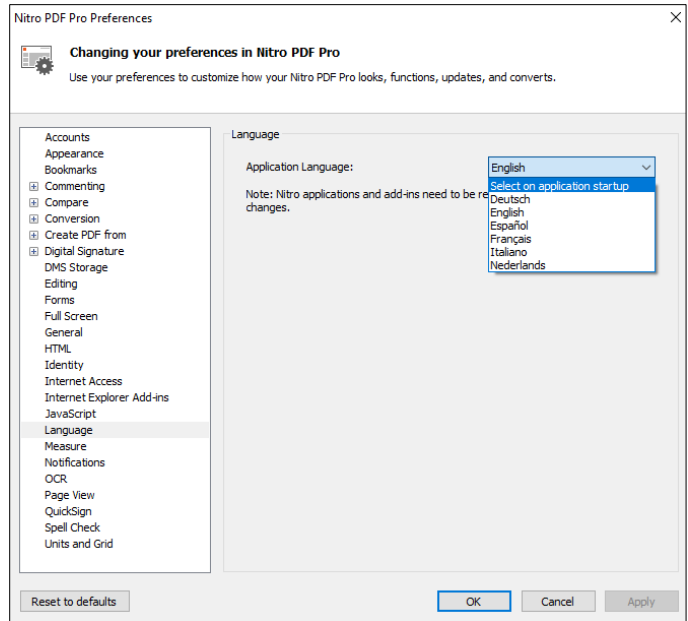 Nitro PDF Pro Preferences
Changing your preferences in Nitro PDF Pro
Use your preferences to customize how your Nitro PDF Pro looks, functions, updates, and converts.
Accounts
Appearance
Bookmarks
Commenting
Compare
Conversion
Create PDF from
Digital Signature
DMS Storage
Editing
Forms
Full Screen
General
HTML
Identity
Internet Access
Internet Explorer Add-ins
JavaScript
Language
Measure
Notifications
OCR
Page View
QuickSign
Spell Check
Units and Grid
Language
Application Language:
English
Note: Nitro applications and add-ins need to be re
changes.
Select on application startup
Deutsch
English
Español
Français
Italiano
Nederlands
Reset to defaults
OK
Cancel
Apply